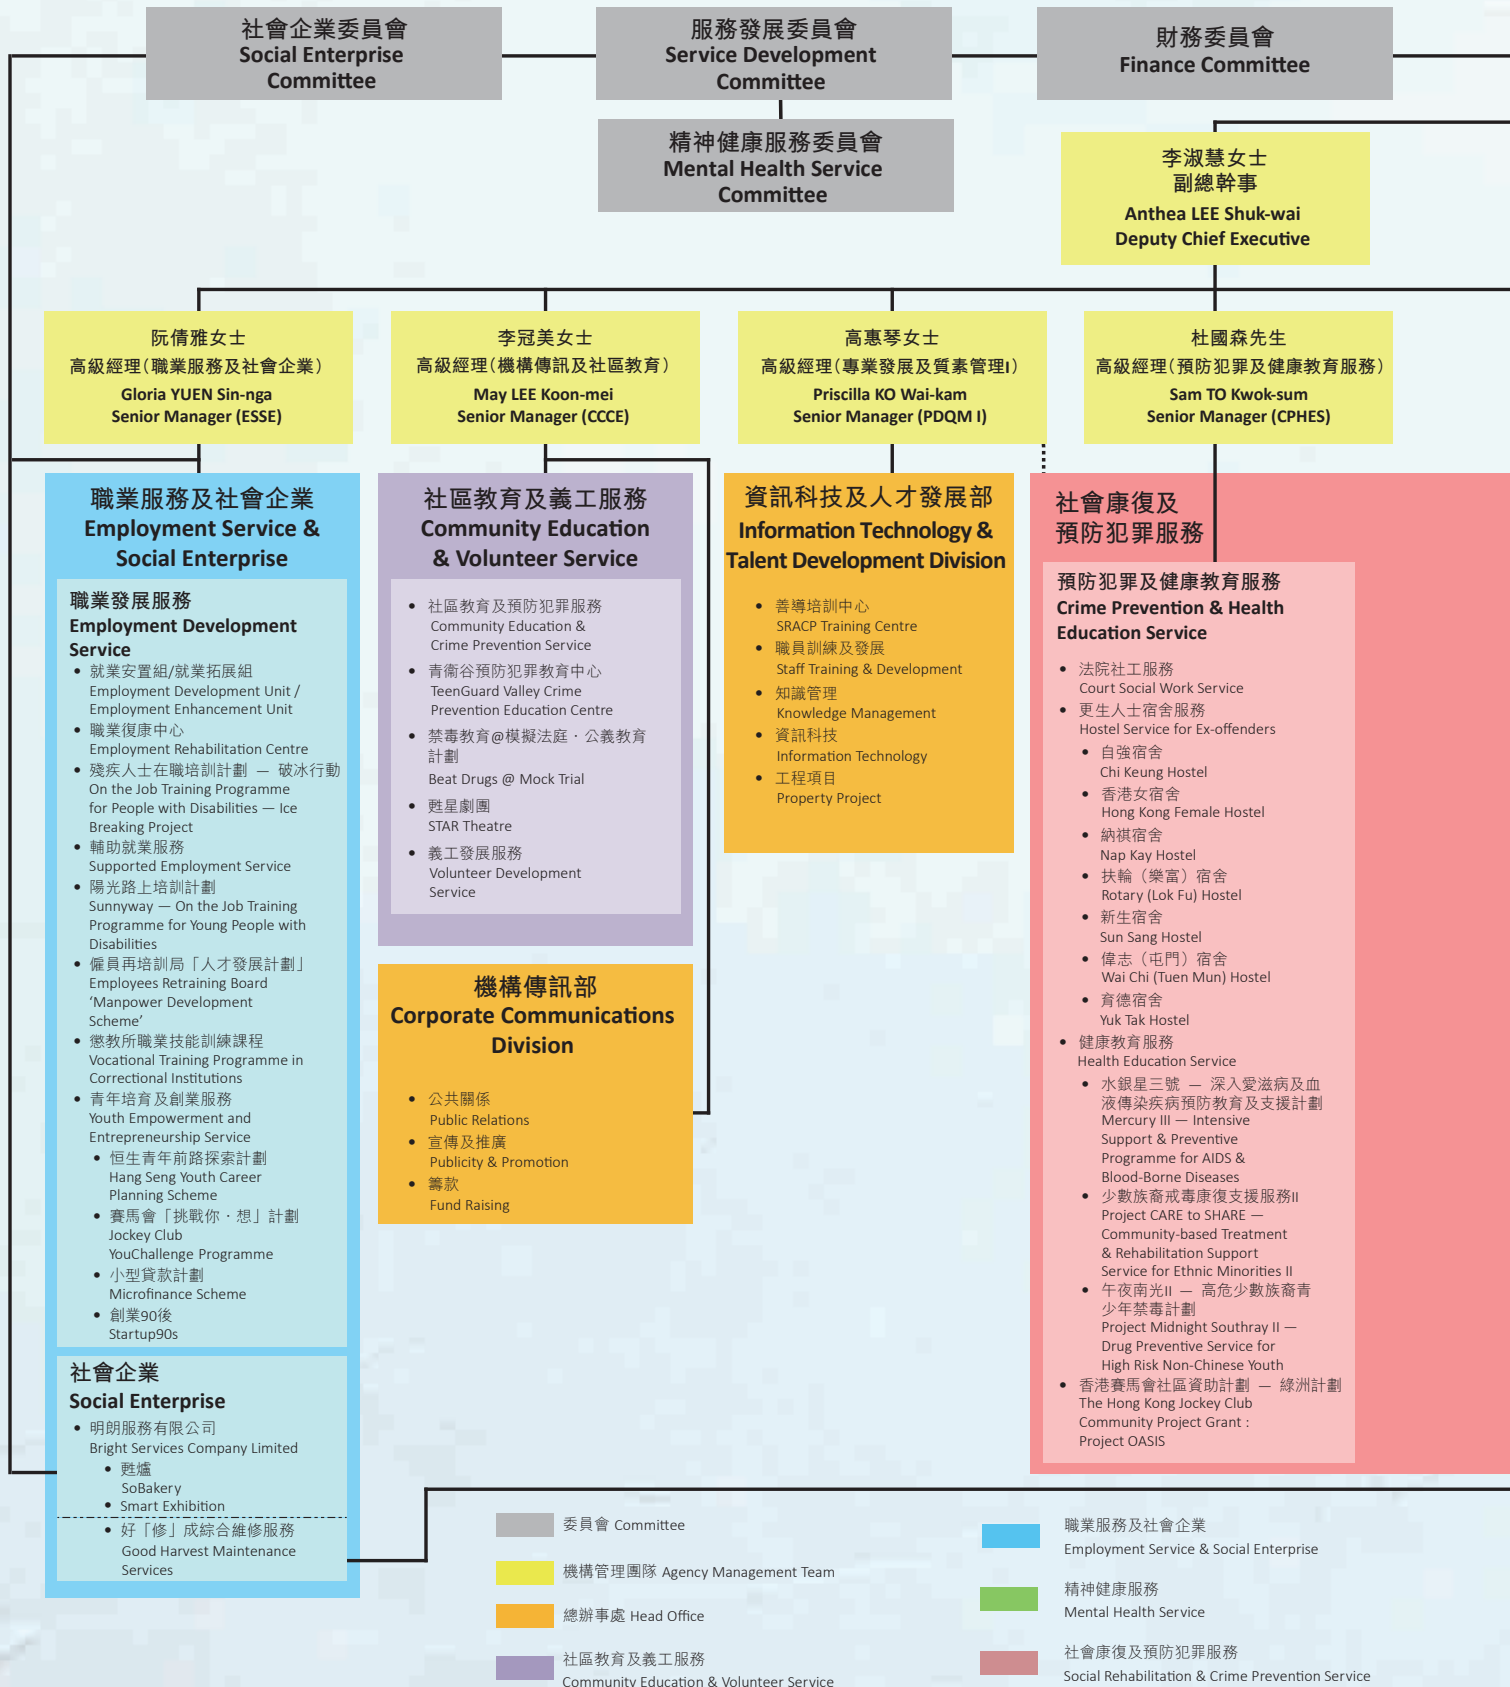 社會企業委員會
Social Enterprise
Committee
服務發展委員會
Service Development
Committee
財務委員會
Finance Committee
精神健康服務委員會
Mental Health Service
Committee
李淑慧女士
副總幹事
Anthea LEE Shuk-wai
Deputy Chief Executive
阮倩雅女士
高級經理(職業服務及社會企業)
Gloria YUEN Sin-nga
Senior Manager (ESSE)
李冠美女士
高級經理(機構傳訊及社區教育)
May LEE Koon-mei
Senior Manager (CCCE)
高惠琴女士
高級經理(專業發展及質素管理I)
Priscilla KO Wai-kam
Senior Manager (PDQM I)
杜國森先生
高級經理(預防犯罪及健康教育服務)
Sam TO Kwok-sum
Senior Manager (CPHES)
職業服務及社會企業
Employment Service &
Social Enterprise
職業發展服務
Employment Development
Service
• 就業安置組/就業拓展組
Employment Development Unit /
Employment Enhancement Unit
• 職業復康中心
Employment Rehabilitation Centre
• 殘疾人士在職培訓計劃 — 破冰行動
On the Job Training Programme
for People with Disabilities — Ice
Breaking Project
• 輔助就業服務
Supported Employment Service
• 陽光路上培訓計劃
Sunnyway — On the Job Training
Programme for Young People with
Disabilities
• 僱員再培訓局「人才發展計劃」
Employees Retraining Board
‘Manpower Development
Scheme’
• 懲教所職業技能訓練課程
Vocational Training Programme in
Correctional Institutions
• 青年培育及創業服務
Youth Empowerment and
Entrepreneurship Service
• 恒生青年前路探索計劃
Hang Seng Youth Career
Planning Scheme
• 賽馬會「挑戰你．想」計劃
Jockey Club
YouChallenge Programme
• 小型貸款計劃
Microfinance Scheme
• 創業90後
Startup90s
社會企業
Social Enterprise
• 明朗服務有限公司
Bright Services Company Limited
• 甦爐
SoBakery
• Smart Exhibition
• 好「修」成綜合維修服務
Good Harvest Maintenance
Services
社區教育及義工服務
Community Education
& Volunteer Service
• 社區教育及預防犯罪服務
Community Education &
Crime Prevention Service
• 青衞谷預防犯罪教育中心
TeenGuard Valley Crime
Prevention Education Centre
• 禁毒教育@模擬法庭．公義教育
計劃
Beat Drugs @ Mock Trial
• 甦星劇團
STAR Theatre
• 義工發展服務
Volunteer Development
Service
機構傳訊部
Corporate Communications
Division
• 公共關係
Public Relations
• 宣傳及推廣
Publicity & Promotion
• 籌款
Fund Raising
資訊科技及人才發展部
Information Technology &
Talent Development Division
• 善導培訓中心
SRACP Training Centre
• 職員訓練及發展
Staff Training & Development
• 知識管理
Knowledge Management
• 資訊科技
Information Technology
• 工程項目
Property Project
社會康復及
預防犯罪服務
預防犯罪及健康教育服務
Crime Prevention & Health
Education Service
• 法院社工服務
Court Social Work Service
• 更生人士宿舍服務
Hostel Service for Ex-offenders
• 自強宿舍
Chi Keung Hostel
• 香港女宿舍
Hong Kong Female Hostel
• 納祺宿舍
Nap Kay Hostel
• 扶輪（樂富）宿舍
Rotary (Lok Fu) Hostel
• 新生宿舍
Sun Sang Hostel
• 偉志（屯門）宿舍
Wai Chi (Tuen Mun) Hostel
• 育德宿舍
Yuk Tak Hostel
• 健康教育服務
Health Education Service
• 水銀星三號 — 深入愛滋病及血
液傳染疾病預防教育及支援計劃
Mercury III — Intensive
Support & Preventive
Programme for AIDS &
Blood-Borne Diseases
• 少數族裔戒毒康復支援服務II
Project CARE to SHARE —
Community-based Treatment
& Rehabilitation Support
Service for Ethnic Minorities II
• 午夜南光II — 高危少數族裔青
少年禁毒計劃
Project Midnight Southray II —
Drug Preventive Service for
High Risk Non-Chinese Youth
• 香港賽馬會社區資助計劃 — 綠洲計劃
The Hong Kong Jockey Club
Community Project Grant :
Project OASIS
委員會 Committee
機構管理團隊 Agency Management Team
總辦事處 Head Office
社區教育及義工服務
Community Education & Volunteer Service
職業服務及社會企業
Employment Service & Social Enterprise
精神健康服務
Mental Health Service
社會康復及預防犯罪服務
Social Rehabilitation & Crime Prevention Service